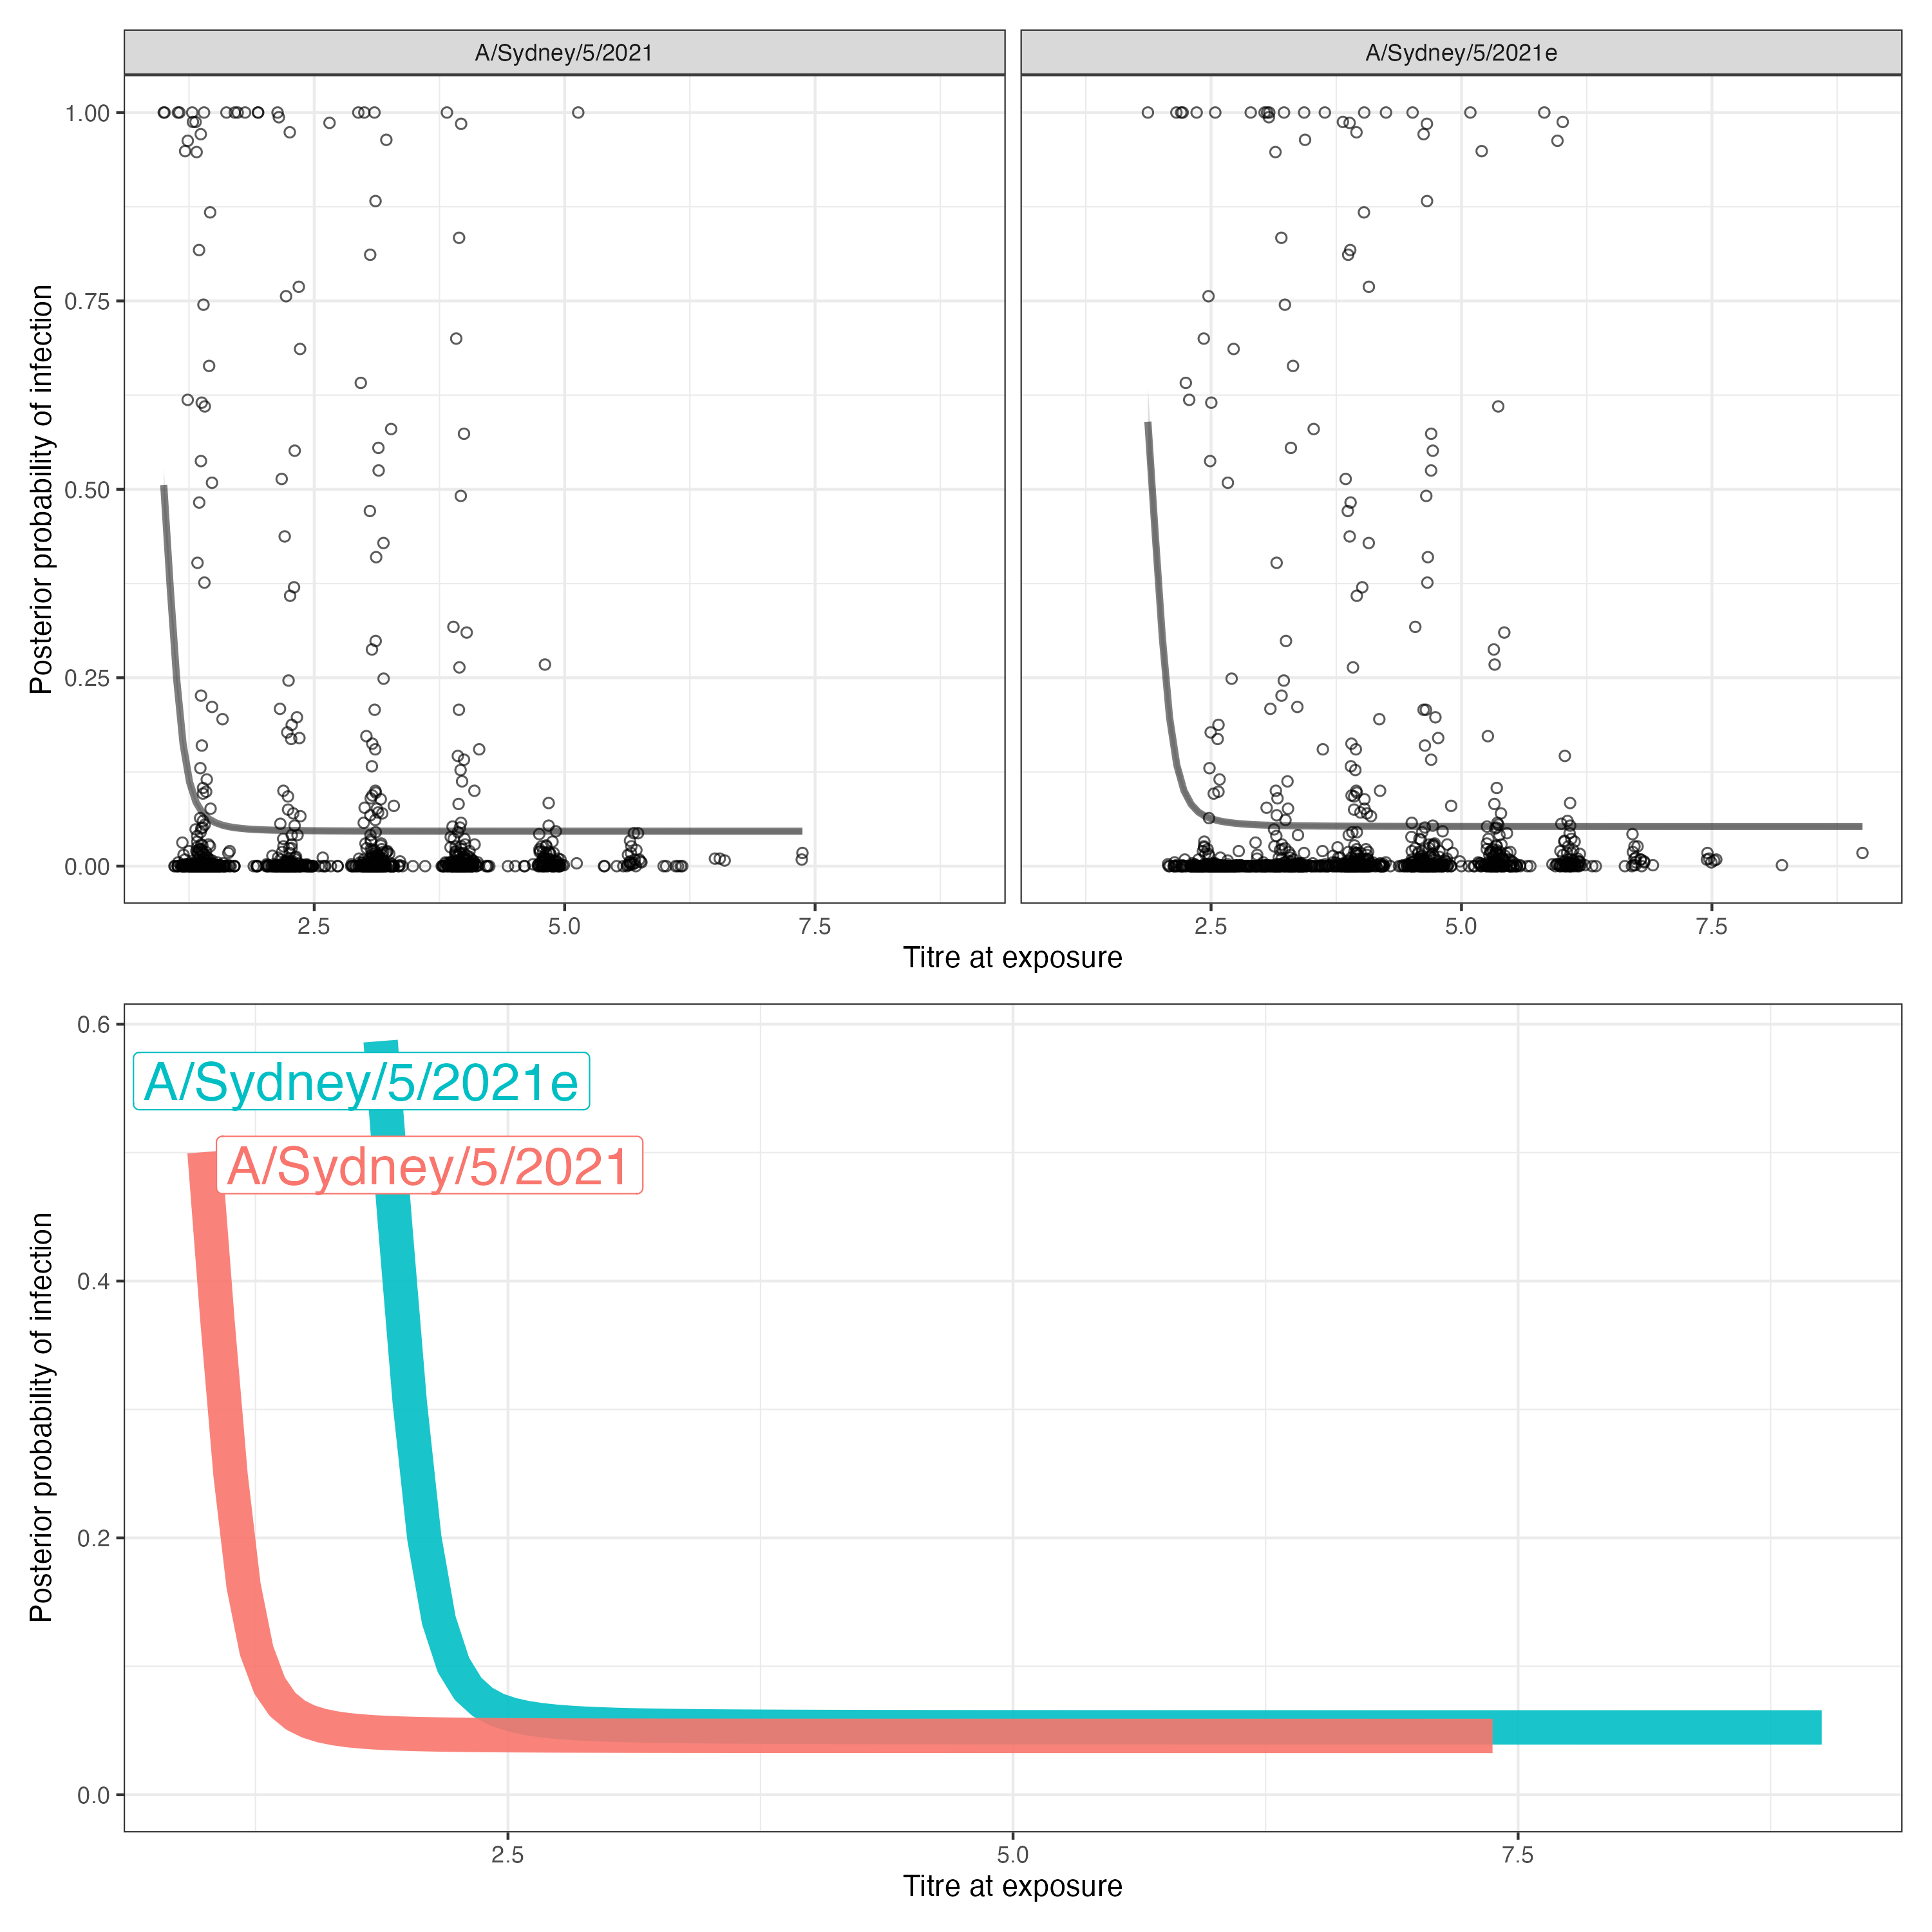 A/Sydney/5/2021
A/Sydney/5/2021e
Posterior probability of infection
1.00
0.75
0.50
0.25
0.00
2.5
5.0
7.5
2.5
5.0
7.5
Titre at exposure
Posterior probability of infection
0.6
0.4
0.2
0.0
A/Sydney/5/2021e
A/Sydney/5/2021
2.5
5.0
7.5
Titre at exposure